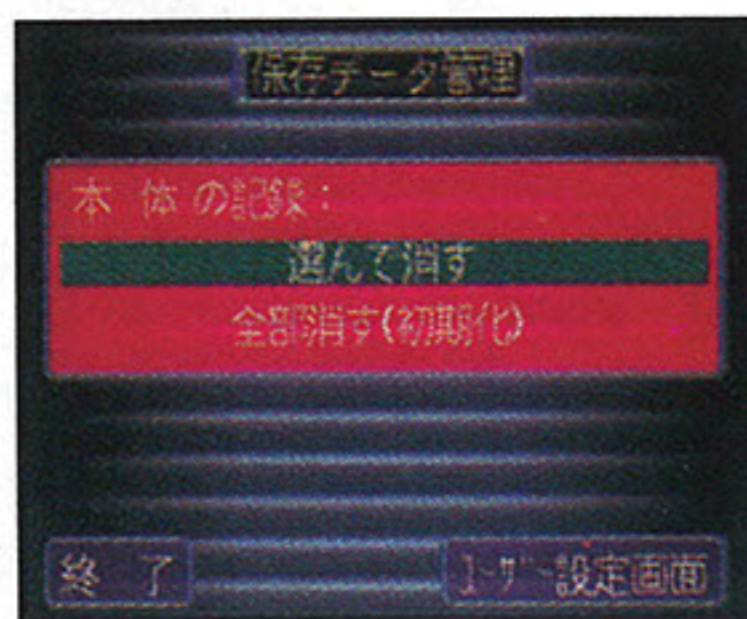 保存データ管理
本 体 の記録：
選んで消す
全部消す(初期化)
終 了
ユーザー設定画面